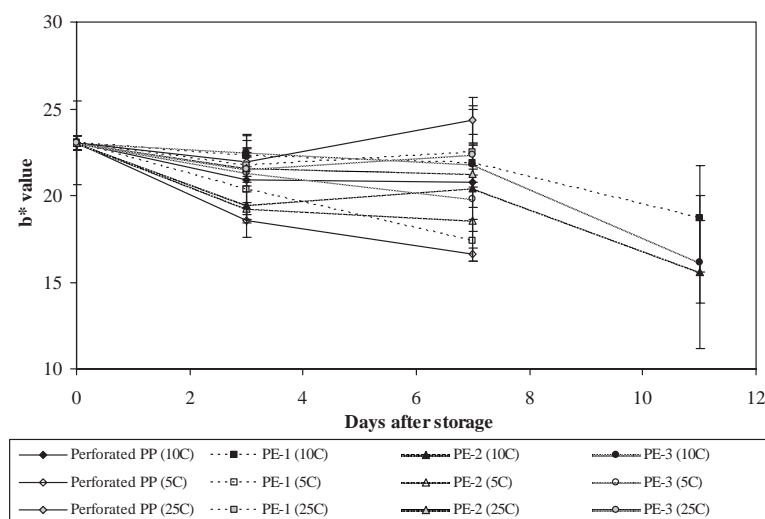 30
25
20
15
10
b* value
0 2 4 6 8 10 12
Days after storage
Perforated PP (10C) PE-1 (10C) PE-2 (10C) PE-3 (10C)
Perforated PP (5C) PE-1 (5C) PE-2 (5C) PE-3 (5C)
Perforated PP (25C) PE-1 (25C) PE-2 (25C) PE-3 (25C)